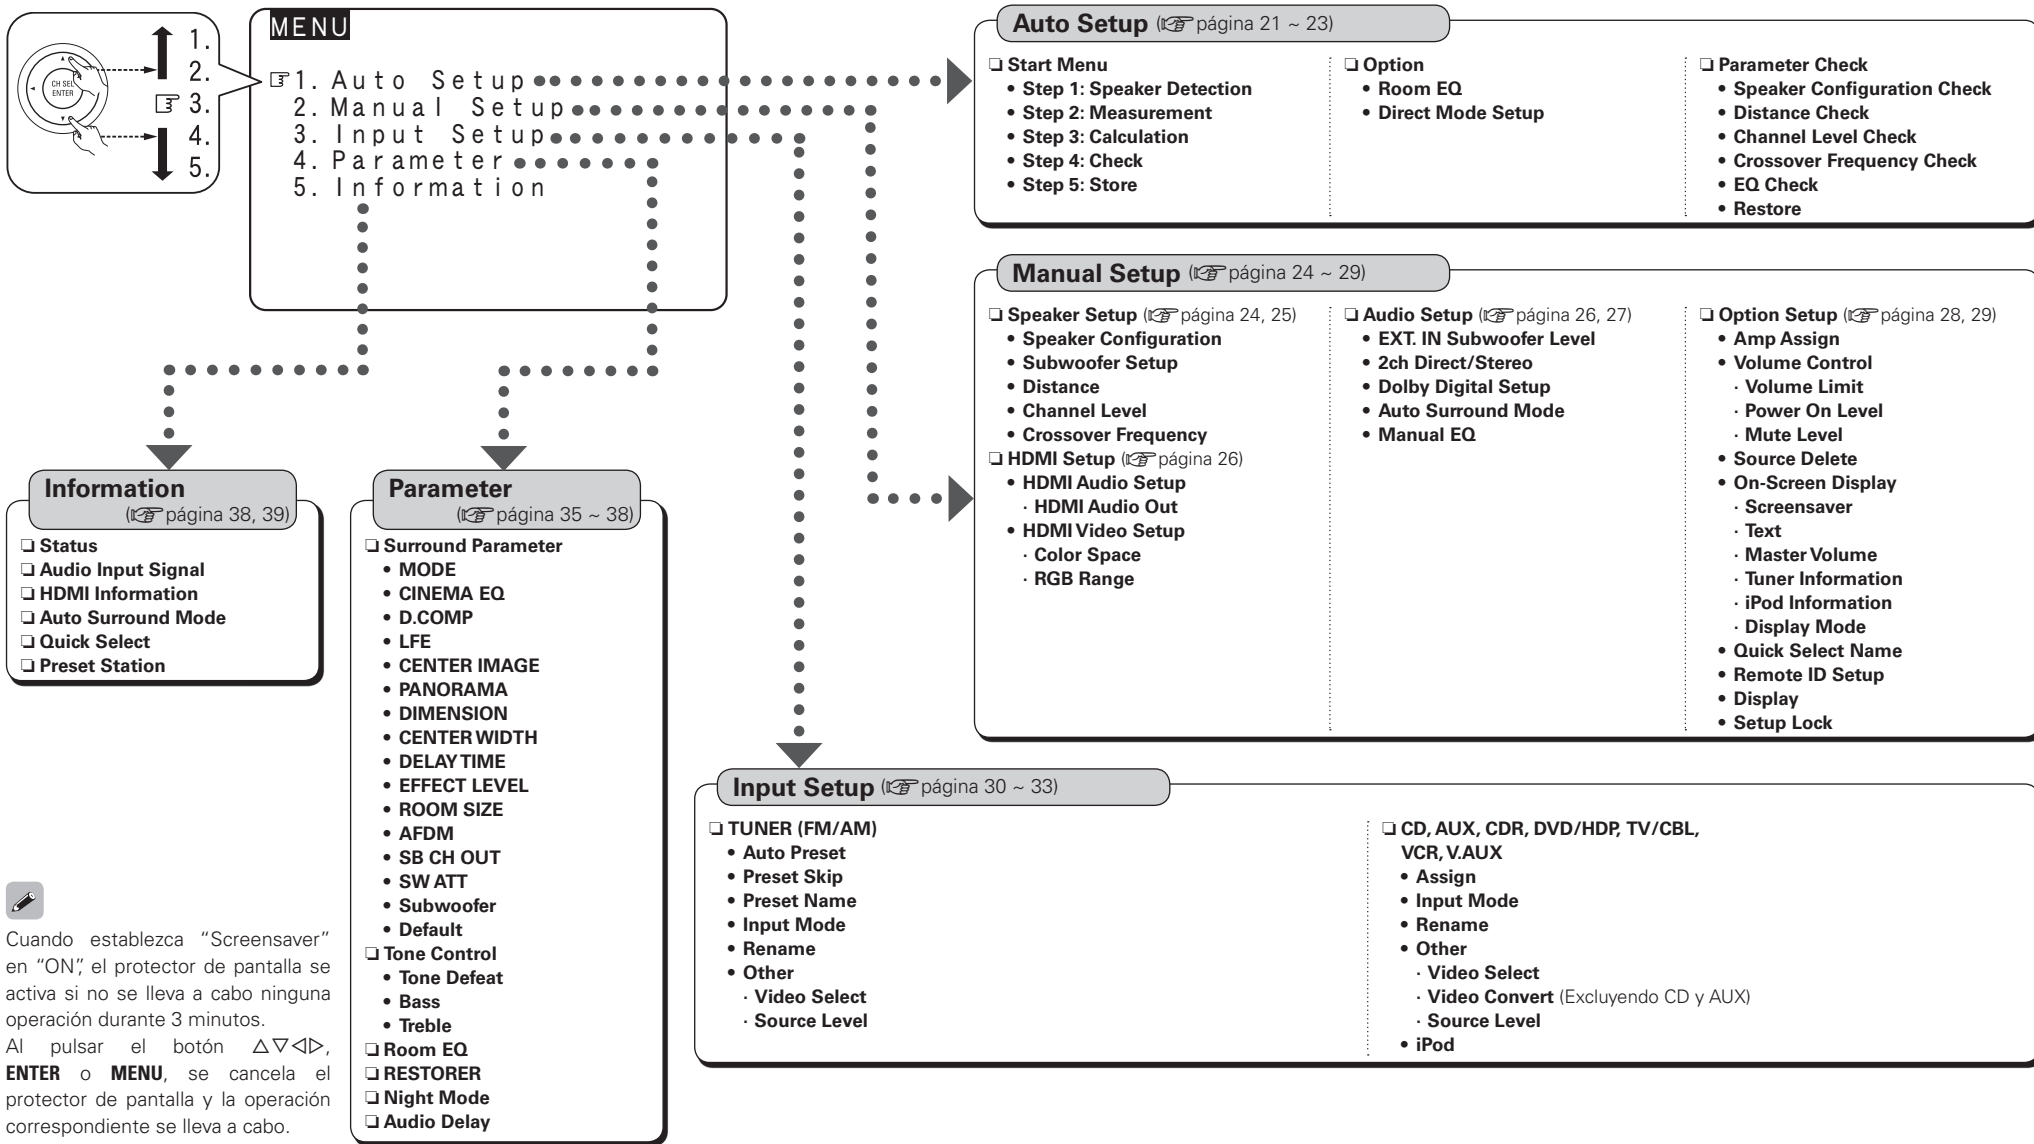 1.
2.
3.
4.
5.
CH SEL
ENTER
MENU
☞1. Auto Setup
2. Manual Setup
3. Input Setup
4. Parameter
5. Information
Auto Setup (☞ página 21 ~ 23)
❏ Start Menu
• Step 1: Speaker Detection
• Step 2: Measurement
• Step 3: Calculation
• Step 4: Check
• Step 5: Store
❏ Option
• Room EQ
• Direct Mode Setup
❏ Parameter Check
• Speaker Configuration Check
• Distance Check
• Channel Level Check
• Crossover Frequency Check
• EQ Check
• Restore
Manual Setup (☞ página 24 ~ 29)
❏ Speaker Setup (☞ página 24, 25)
• Speaker Configuration
• Subwoofer Setup
• Distance
• Channel Level
• Crossover Frequency
❏ HDMI Setup (☞ página 26)
• HDMI Audio Setup
· HDMI Audio Out
• HDMI Video Setup
· Color Space
· RGB Range
❏ Audio Setup (☞ página 26, 27)
• EXT. IN Subwoofer Level
• 2ch Direct/Stereo
• Dolby Digital Setup
• Auto Surround Mode
• Manual EQ
❏ Option Setup (☞ página 28, 29)
• Amp Assign
• Volume Control
· Volume Limit
· Power On Level
· Mute Level
• Source Delete
• On-Screen Display
· Screensaver
· Text
· Master Volume
· Tuner Information
· iPod Information
· Display Mode
• Quick Select Name
• Remote ID Setup
• Display
• Setup Lock
Information
(☞ página 38, 39)
❏ Status
❏ Audio Input Signal
❏ HDMI Information
❏ Auto Surround Mode
❏ Quick Select
❏ Preset Station
Parameter
(☞ página 35 ~ 38)
❏ Surround Parameter
• MODE
• CINEMA EQ
• D.COMP
• LFE
• CENTER IMAGE
• PANORAMA
• DIMENSION
• CENTER WIDTH
• DELAY TIME
• EFFECT LEVEL
• ROOM SIZE
• AFDM
• SB CH OUT
• SW ATT
• Subwoofer
• Default
❏ Tone Control
• Tone Defeat
• Bass
• Treble
❏ Room EQ
❏ RESTORER
❏ Night Mode
❏ Audio Delay
Input Setup (☞ página 30 ~ 33)
❏ TUNER (FM/AM)
• Auto Preset
• Preset Skip
• Preset Name
• Input Mode
• Rename
• Other
· Video Select
· Source Level
❏ CD, AUX, CDR, DVD/HDP, TV/CBL,
VCR, V.AUX
• Assign
• Input Mode
• Rename
• Other
· Video Select
· Video Convert (Excluyendo CD y AUX)
· Source Level
• iPod
Cuando establezca “Screensaver”
en “ON”, el protector de pantalla se
activa si no se lleva a cabo ninguna
operación durante 3 minutos.
Al pulsar el botón △▽◁▷,
ENTER o MENU, se cancela el
protector de pantalla y la operación
correspondiente se lleva a cabo.